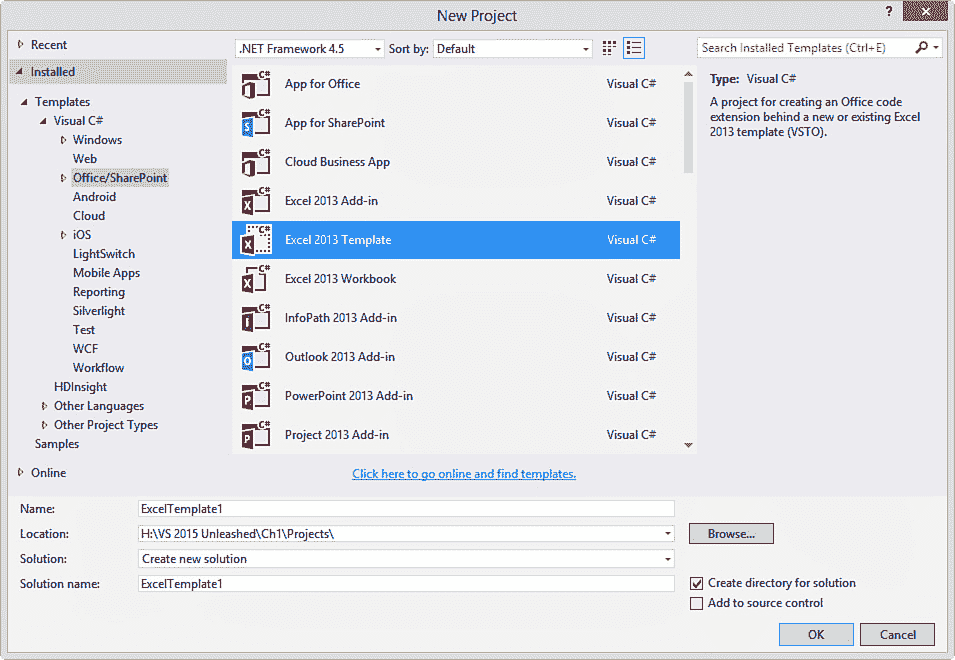 New Project
?
Recent
.NET Framework 4.5
Sort by:
Default
Search Installed Templates (Ctrl+E)
Installed
Templates
Visual C#
Windows
Web
Office/SharePoint
Android
Cloud
iOS
LightSwitch
Mobile Apps
Reporting
Silverlight
Test
WCF
Workflow
HDInsight
Other Languages
Other Project Types
Samples
Online
C# App for Office Visual C#
C# App for SharePoint Visual C#
C# Cloud Business App Visual C#
C# Excel 2013 Add-in Visual C#
C# Excel 2013 Template Visual C#
C# Excel 2013 Workbook Visual C#
C# InfoPath 2013 Add-in Visual C#
C# Outlook 2013 Add-in Visual C#
C# PowerPoint 2013 Add-in Visual C#
C# Project 2013 Add-in Visual C#
Click here to go online and find templates.
Type: Visual C#
A project for creating an Office code
extension behind a new or existing Excel
2013 template (VSTO).
Name: ExcelTemplate1
Location: H:\VS 2015 Unleashed\Ch1\Projects\
Browse...
Solution: Create new solution
Solution name: ExcelTemplate1
Create directory for solution
Add to source control
OK
Cancel